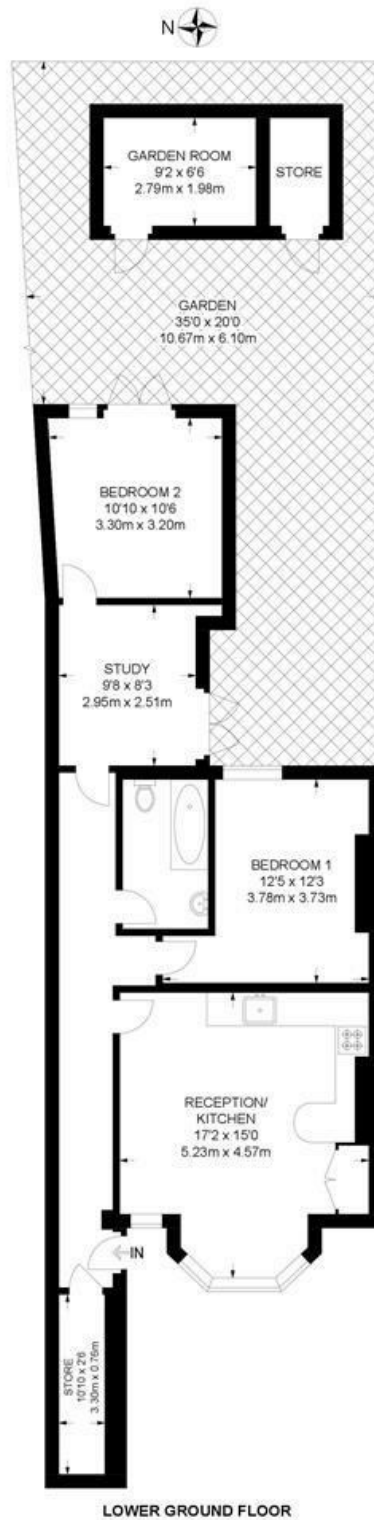 N
GARDEN ROOM
9'2 x 6'6
2.79m x 1.98m
STORE
GARDEN
35'0 x 20'0
10.67m x 6.10m
BEDROOM 2
10'10 x 10'6
3.30m x 3.20m
STUDY
9'8 x 8'3
2.95m x 2.51m
BEDROOM 1
12'5 x 12'3
3.78m x 3.73m
RECEPTION/
KITCHEN
17'2 x 15'0
5.23m x 4.57m
IN
STORE
10'10 x 2'6
3.30m x 0.76m
LOWER GROUND FLOOR